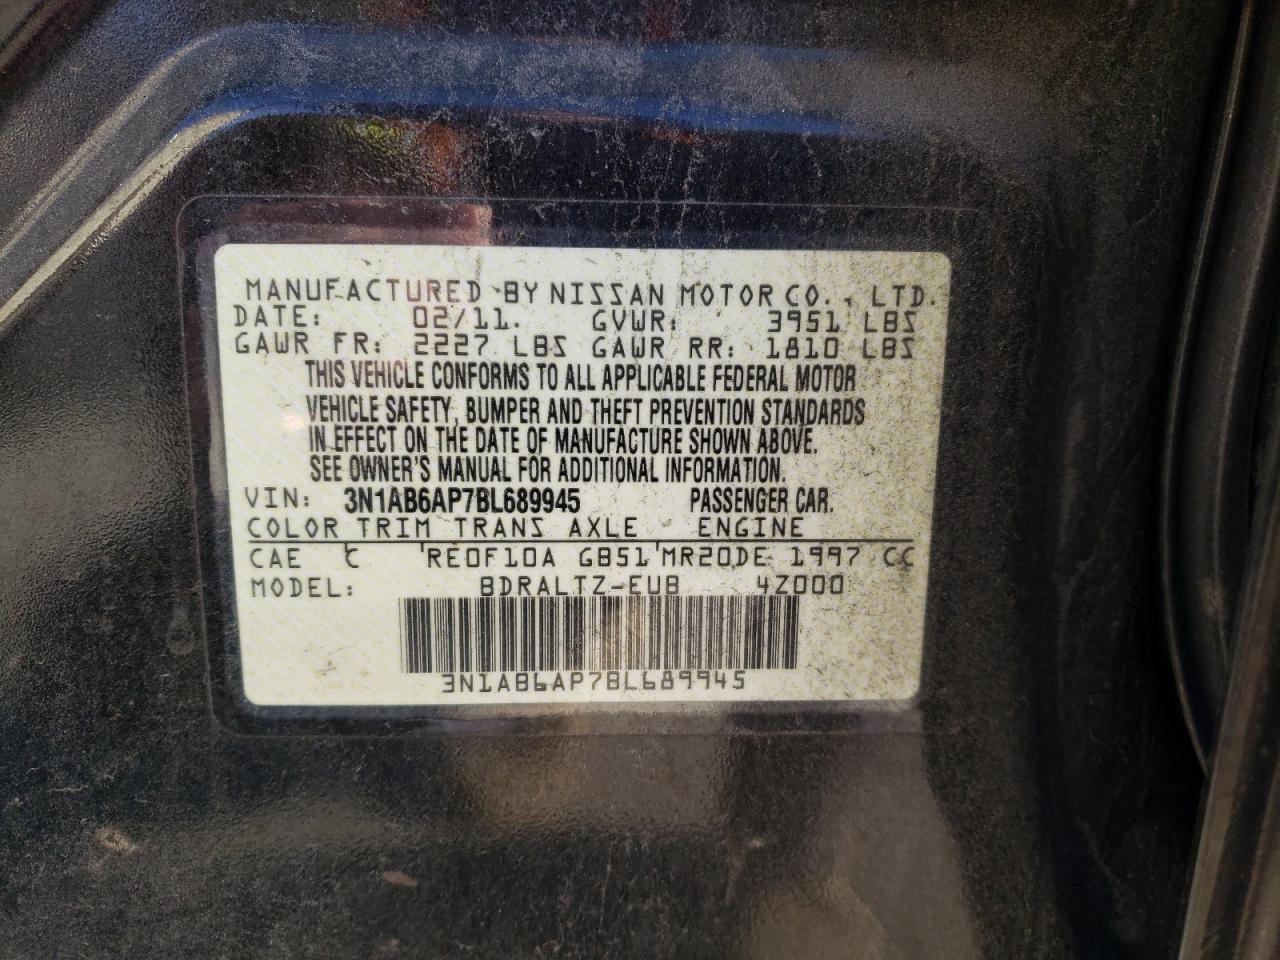 MANUFACTURED BY NISSAN MOTOR CO., LTD.
DATE: 02/11. GVWR: 3951 LBS
GAWR FR: 2227 LBS GAWR RR: 1810 LBS
THIS VEHICLE CONFORMS TO ALL APPLICABLE FEDERAL MOTOR
VEHICLE SAFETY, BUMPER AND THEFT PREVENTION STANDARDS
IN EFFECT ON THE DATE OF MANUFACTURE SHOWN ABOVE.
SEE OWNER'S MANUAL FOR ADDITIONAL INFORMATION.
VIN: 3N1AB6AP7BL689945 PASSENGER CAR.
COLOR TRIM TRANS AXLE ENGINE
CAE C RE0F10A GB51 MR20DE 1997 CC
MODEL: BDRALTZ-EUB 4Z000
3N1AB6AP7BL689945